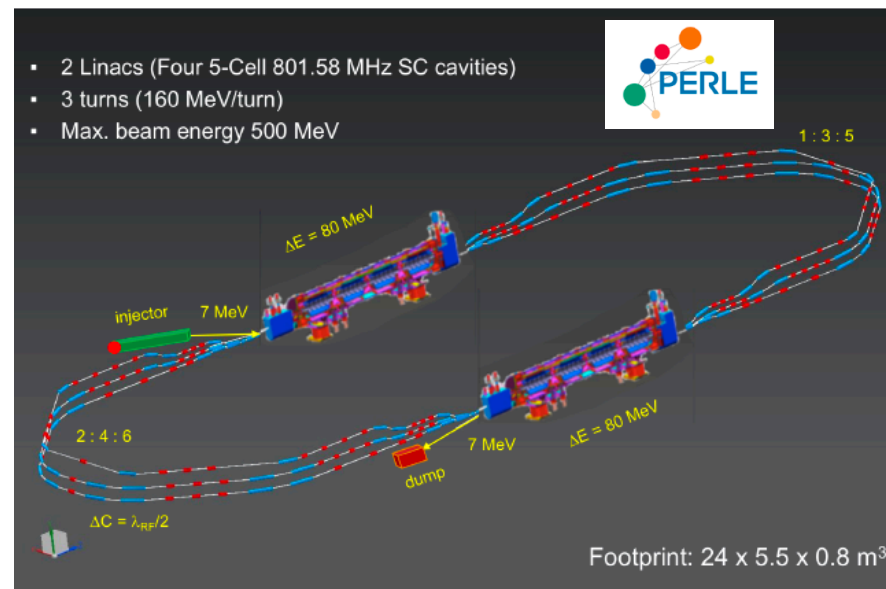 ▪ 2 Linacs (Four 5-Cell 801.58 MHz SC cavities)
▪ 3 turns (160 MeV/turn)
▪ Max. beam energy 500 MeV
PERLE
1 : 3 : 5
ΔE = 80 MeV
injector
7 MeV
2 : 4 : 6
7 MeV
ΔE = 80 MeV
dump
ΔC = λRF/2
Footprint: 24 x 5.5 x 0.8 m³